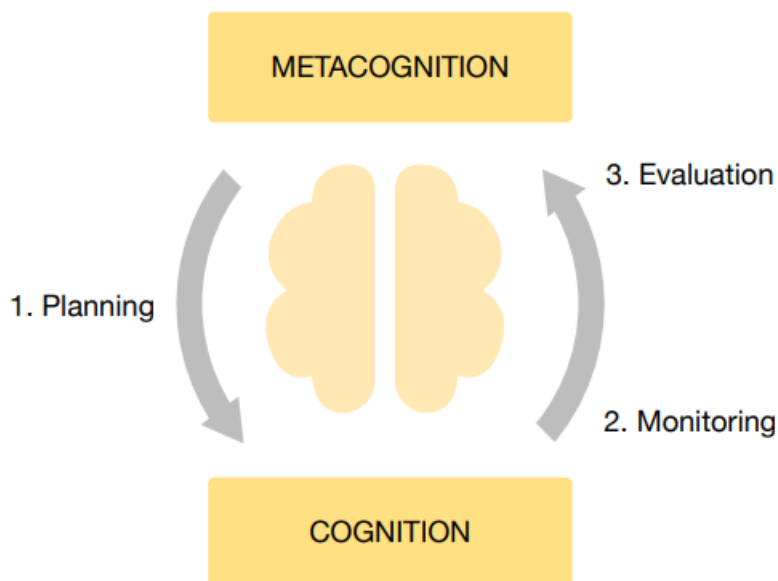 METACOGNITION
3. Evaluation
1. Planning
2. Monitoring
COGNITION